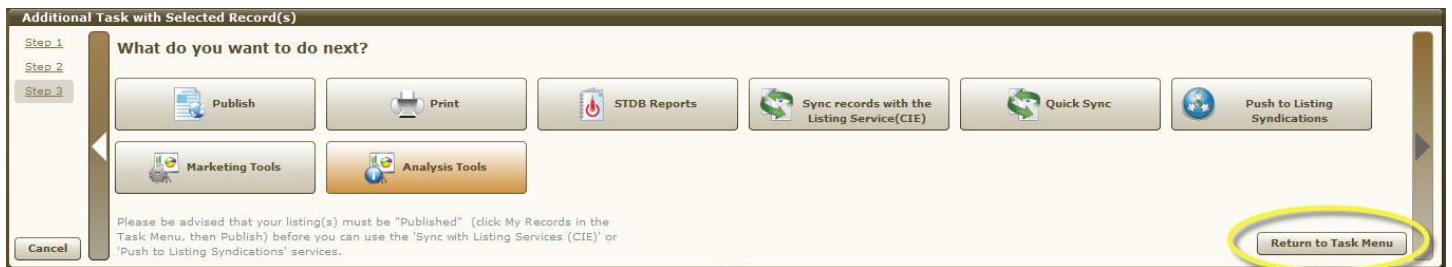 Additional Task with Selected Record(s)
Step 1
Step 2
Step 3
What do you want to do next?
Publish
Print
STDB Reports
Sync records with the
Listing Service(CIE)
Quick Sync
Push to Listing
Syndications
Marketing Tools
Analysis Tools
Please be advised that your listing(s) must be "Published" (click My Records in the
Task Menu, then Publish) before you can use the 'Sync with Listing Services (CIE)' or
'Push to Listing Syndications' services.
Cancel
Return to Task Menu